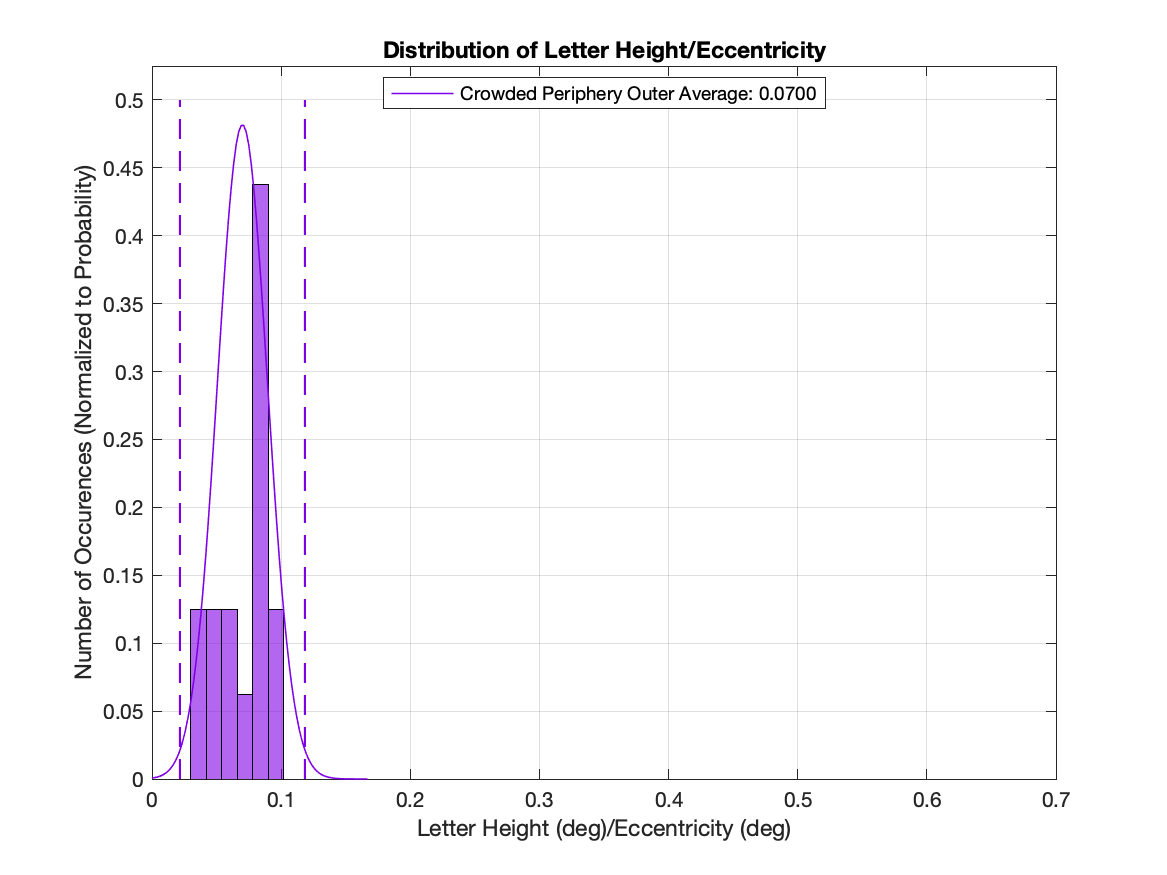 Distribution of Letter Height/Eccentricity
Crowded Periphery Outer Average: 0.0700
Number of Occurences (Normalized to Probability)
0.5
0.45
0.4
0.35
0.3
0.25
0.2
0.15
0.1
0.05
0
0 0.1 0.2 0.3 0.4 0.5 0.6 0.7
Letter Height (deg)/Eccentricity (deg)